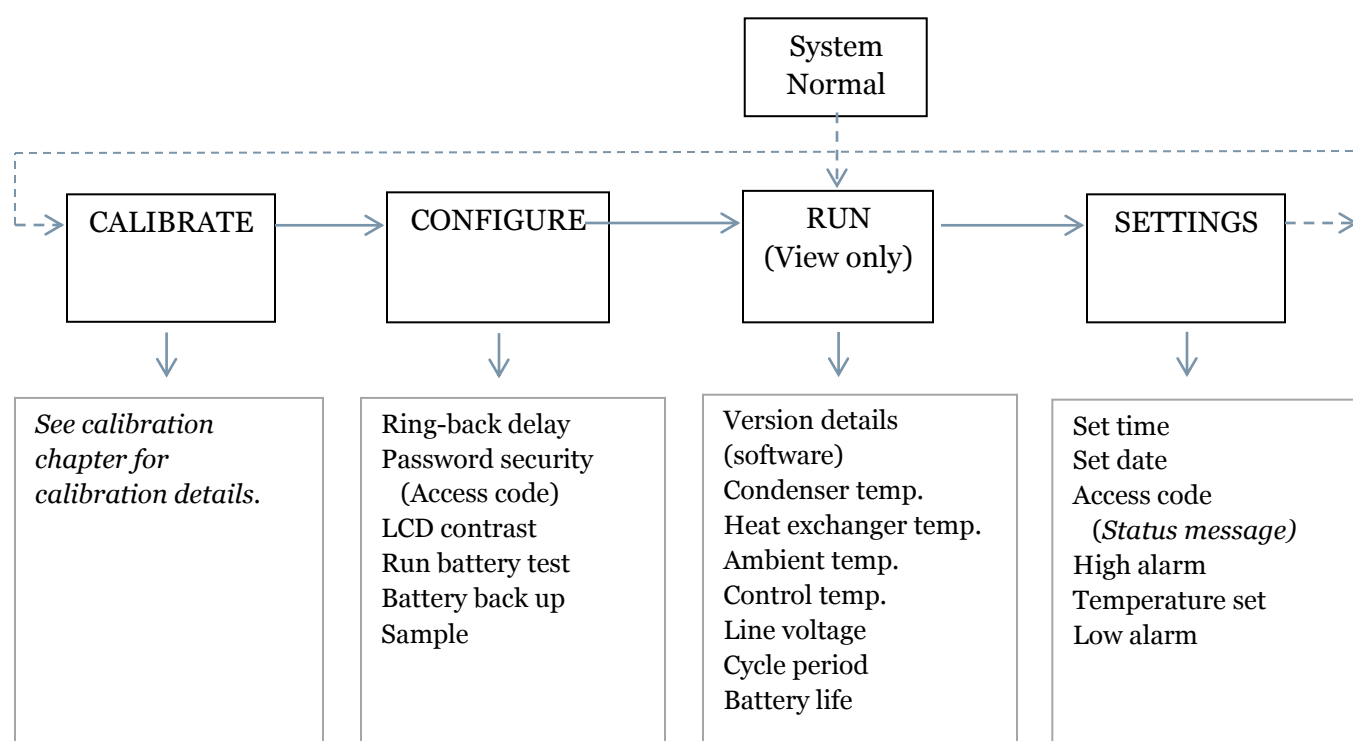 System
Normal
CALIBRATE
CONFIGURE
RUN
(View only)
SETTINGS
See calibration
chapter for
calibration details.
Ring-back delay
Password security
(Access code)
LCD contrast
Run battery test
Battery back up
Sample
Version details
(software)
Condenser temp.
Heat exchanger temp.
Ambient temp.
Control temp.
Line voltage
Cycle period
Battery life
Set time
Set date
Access code
(Status message)
High alarm
Temperature set
Low alarm